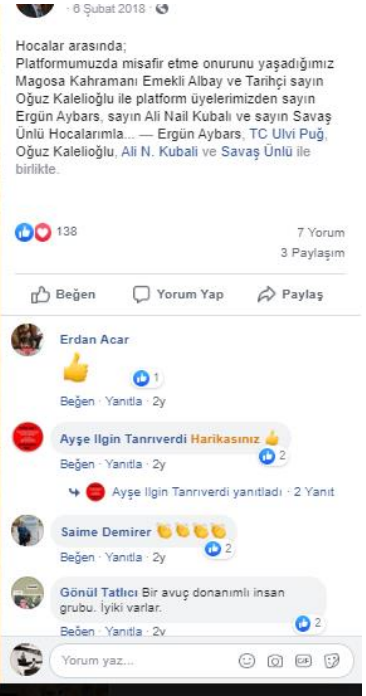 6 Şubat 2018 ·
Hocalar arasında;
Platformumuzda misafir etme onurunu yaşadığımız
Magosa Kahramanı Emekli Albay ve Tarihçi sayın
Oğuz Kalelioğlu ile platform üyelerimizden sayın
Ergün Aybars, sayın Ali Nail Kubalı ve sayın Savaş
Ünlü Hocalarımla... — Ergün Aybars, TC Ulvi Puğ,
Oğuz Kalelioğlu, Ali N. Kubali ve Savaş Ünlü ile
birlikte.
138
7 Yorum
3 Paylaşım
Beğen Yorum Yap Paylaş
Erdan Acar
1
Beğen · Yanıtla · 2y
Ayşe Ilgin Tanrıverdi Harikasınız
2
Beğen · Yanıtla · 2y
Ayşe Ilgin Tanrıverdi yanıtladı · 2 Yanıt
Saime Demirer
2
Beğen · Yanıtla · 2y
Gönül Tatlıcı Bir avuç donanımlı insan
grubu. İyiki varlar.
2
Beğen · Yanıtla · 2y
Yorum yaz...
GIF